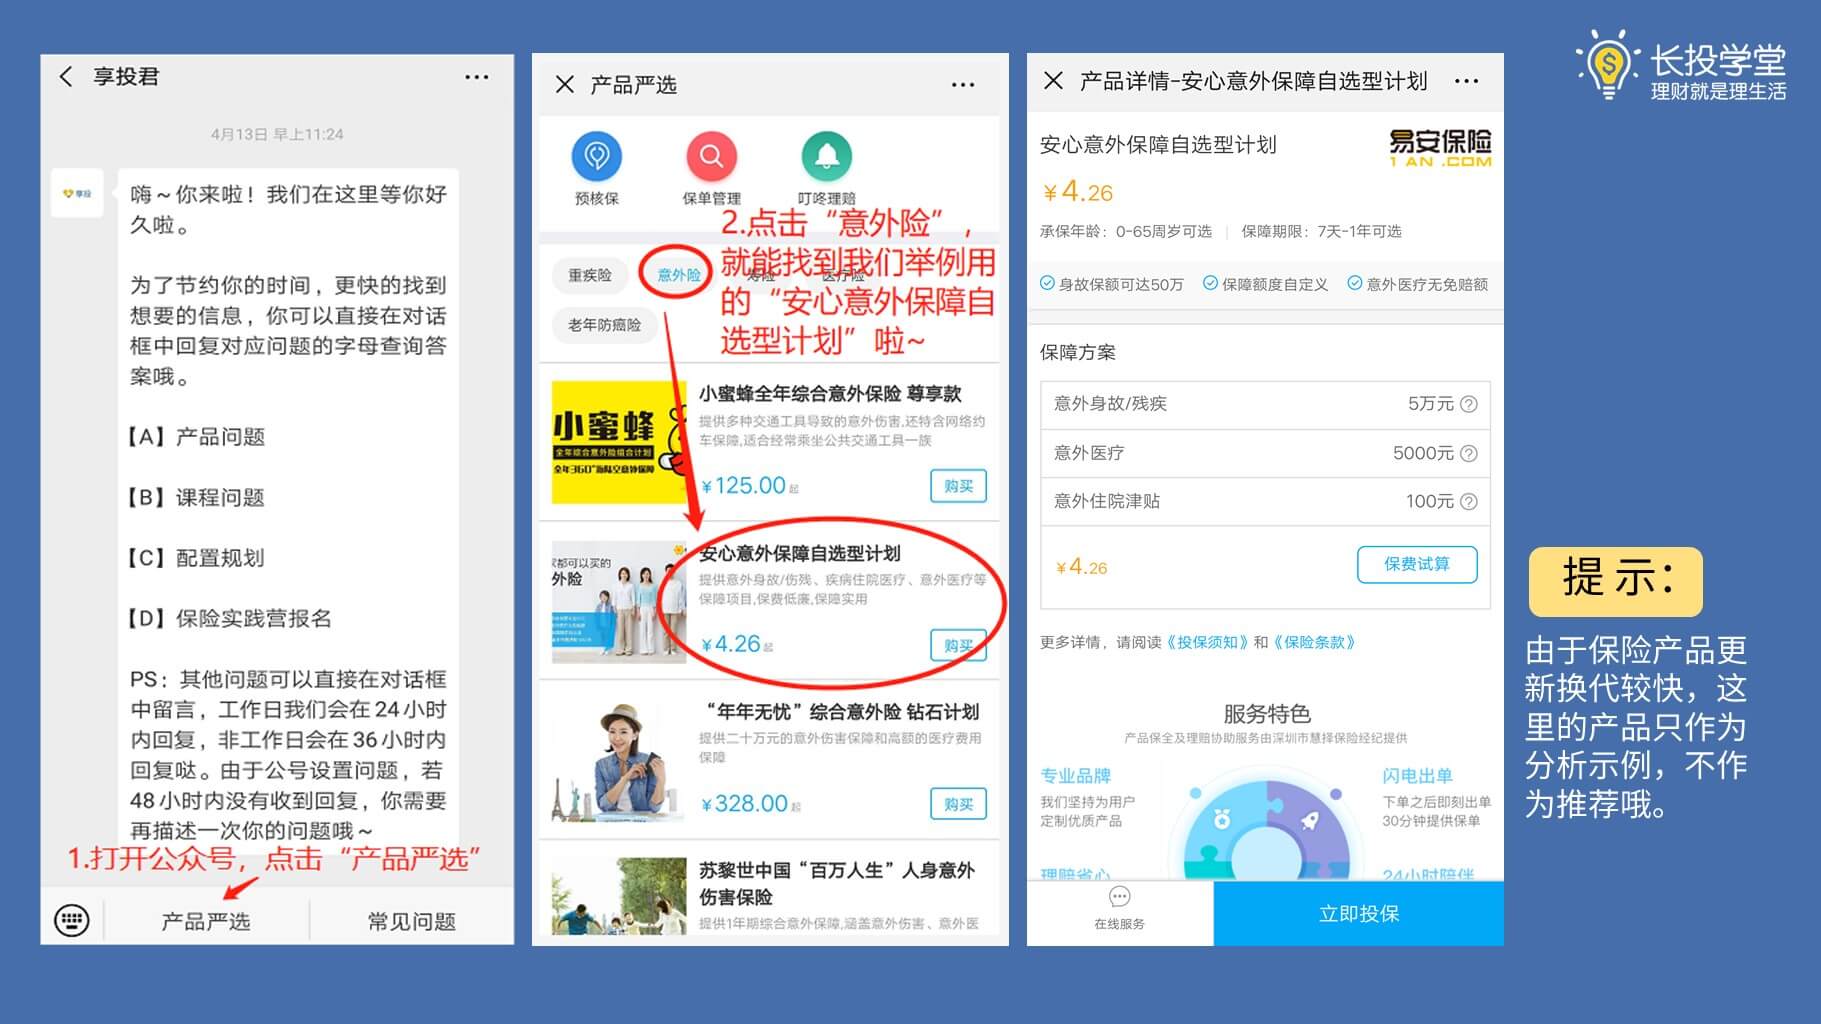 享投君
4月13日 早上11:24
享投
嗨～你来啦！我们在这里等你好
久啦。
为了节约你的时间，更快的找到
想要的信息，你可以直接在对话
框中回复对应问题的字母查询答
案哦。
【A】产品问题
【B】课程问题
【C】配置规划
【D】保险实践营报名
PS：其他问题可以直接在对话框
中留言，工作日我们会在24小时
内回复，非工作日会在36小时内
回复哒。由于公号设置问题，若
48小时内没有收到回复，你需要
再描述一次你的问题哦～
1.打开公众号，点击“产品严选”
产品严选
常见问题
产品严选
预核保
保单管理
叮咚理赔
2.点击“意外险”，
就能找到我们举例用
的“安心意外保障自
选型计划”啦~
重疾险
意外险
寿险
医疗险
老年防癌险
小蜜蜂
全年综合意外险组合计划
小蜜蜂全年综合意外保险 尊享款
提供多种交通工具导致的意外伤害,还特含网络约
车保障,适合经常乘坐公共交通工具一族
￥125.00起
购买
都可以买的
外险
安心意外保障自选型计划
提供意外身故/伤残、疾病住院医疗、意外医疗等
保障项目,保费低廉,保障实用
￥4.26起
购买
“年年无忧”综合意外险 钻石计划
提供二十万元的意外伤害保障和高额的医疗费用
保障
￥328.00起
购买
苏黎世中国“百万人生”人身意外
伤害保险
提供1年期综合意外保障,涵盖意外伤害、意外医
产品详情-安心意外保障自选型计划
安心意外保障自选型计划
易安保险
1 AN .COM
￥4.26
承保年龄：0-65周岁可选 | 保障期限：7天-1年可选
身故保额可达50万
保障额度自定义
意外医疗无免赔额
保障方案
意外身故/残疾 5万元
意外医疗 5000元
意外住院津贴 100元
￥4.26
保费试算
更多详情，请阅读《投保须知》和《保险条款》
服务特色
产品保全及理赔协助服务由深圳市慧择保险经纪提供
专业品牌
我们坚持为用户
定制优质产品
闪电出单
下单之后即刻出单
30分钟提供保单
理赔省心
24小时陪伴
在线服务
立即投保
长投学堂
理财就是理生活
提示：
由于保险产品更
新换代较快，这
里的产品只作为
分析示例，不作
为推荐哦。